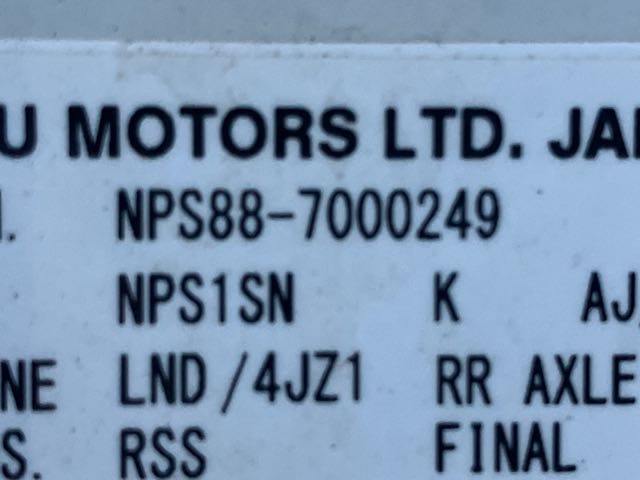 U MOTORS LTD. JA
. NPS88-7000249
NPS1SN K AJ
NE LND/4JZ1 RR AXLE
S. RSS FINAL